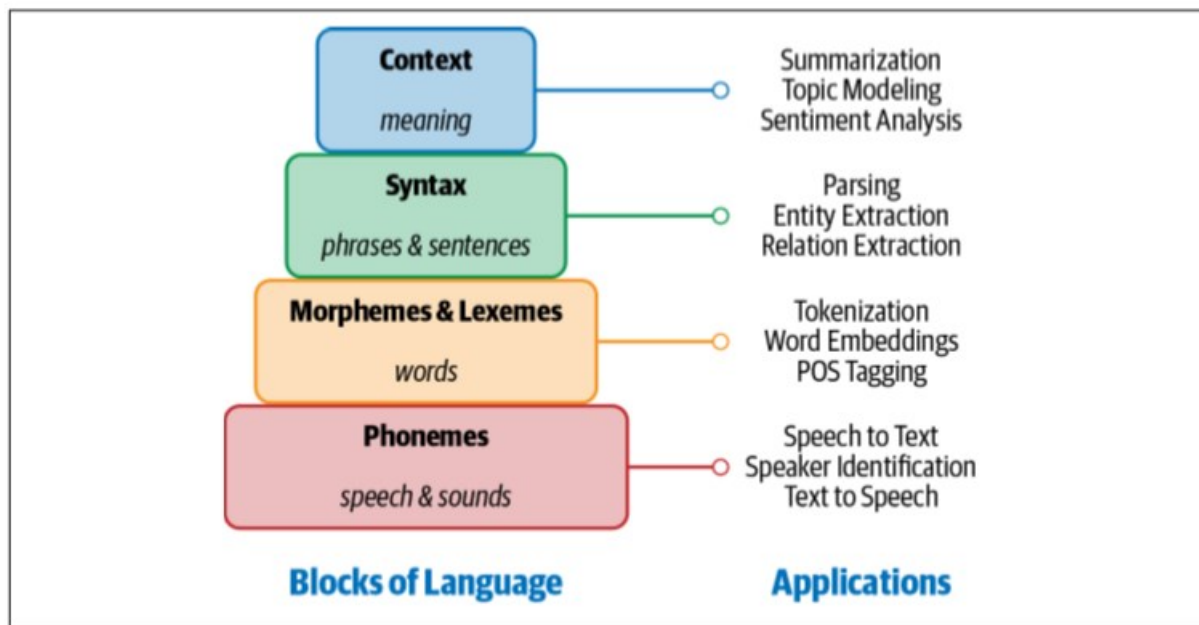 Context
meaning
Summarization
Topic Modeling
Sentiment Analysis
Syntax
phrases & sentences
Parsing
Entity Extraction
Relation Extraction
Morphemes & Lexemes
words
Tokenization
Word Embeddings
POS Tagging
Phonemes
speech & sounds
Speech to Text
Speaker Identification
Text to Speech
Blocks of Language
Applications